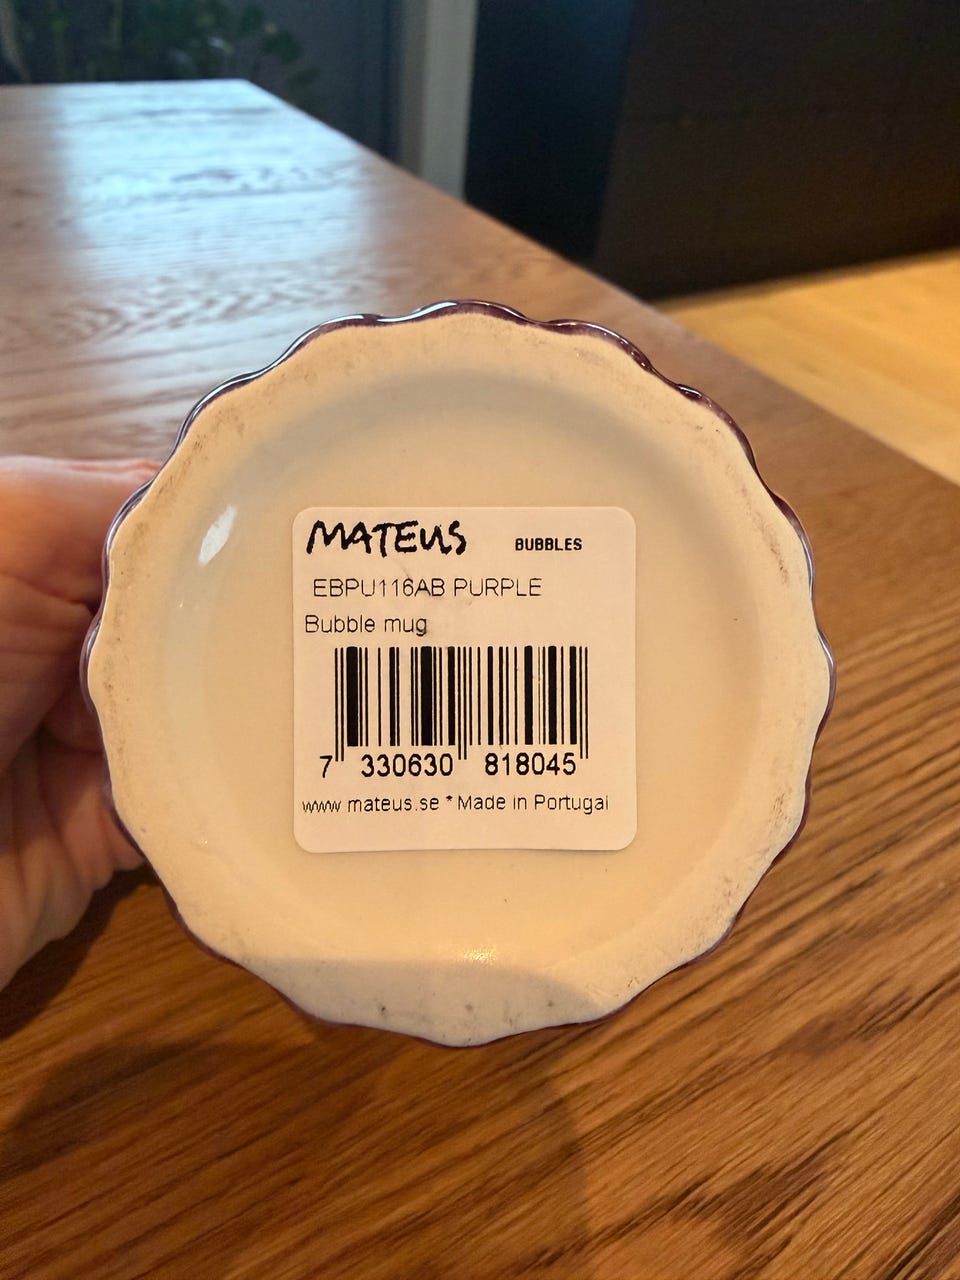 MATEUS BUBBLES
EBPU116AB PURPLE
Bubble mug
7 330630 818045
www.mateus.se * Made in Portugal